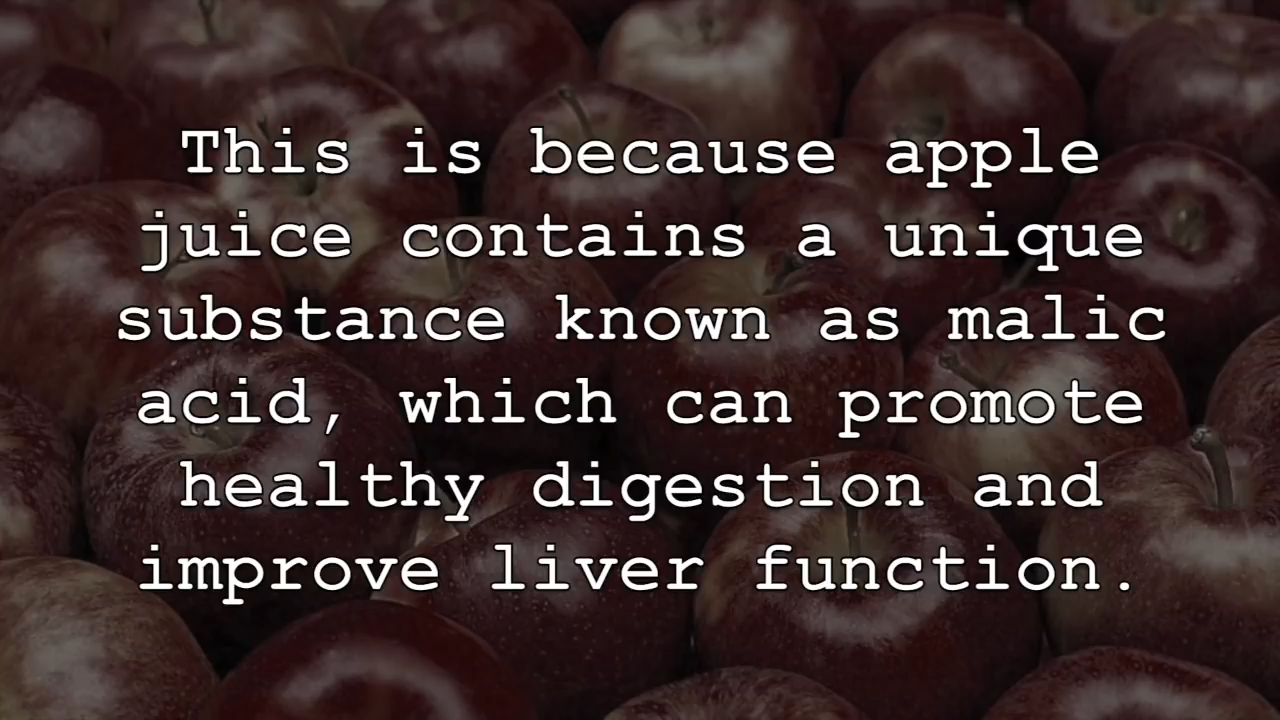 This is because apple
juice contains a unique
substance known as malic
acid, which can promote
healthy digestion and
improve liver function.